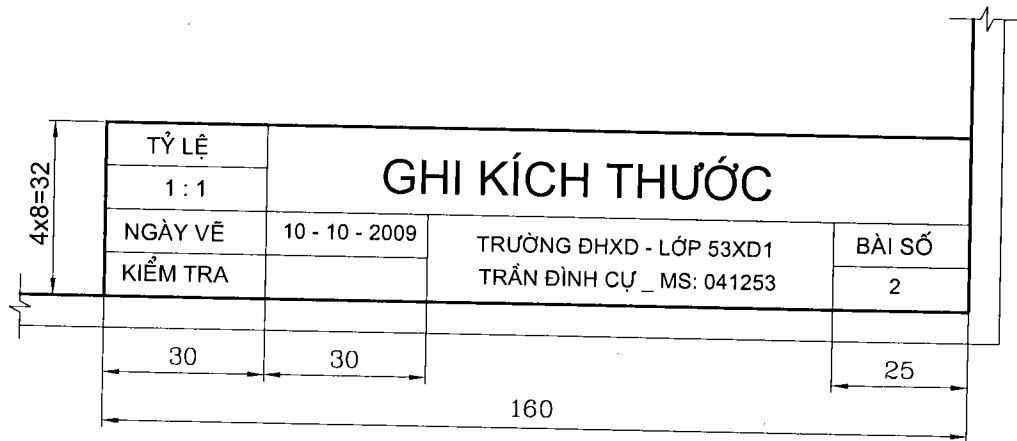 TỶ LỆ
1 : 1
GHI KÍCH THƯỚC
4x8=32
NGÀY VẼ
10 - 10 - 2009
TRƯỜNG ĐHXD - LỚP 53XD1
BÀI SỐ
KIỂM TRA
TRẦN ĐÌNH CỰ _ MS: 041253
2
30
30
25
160